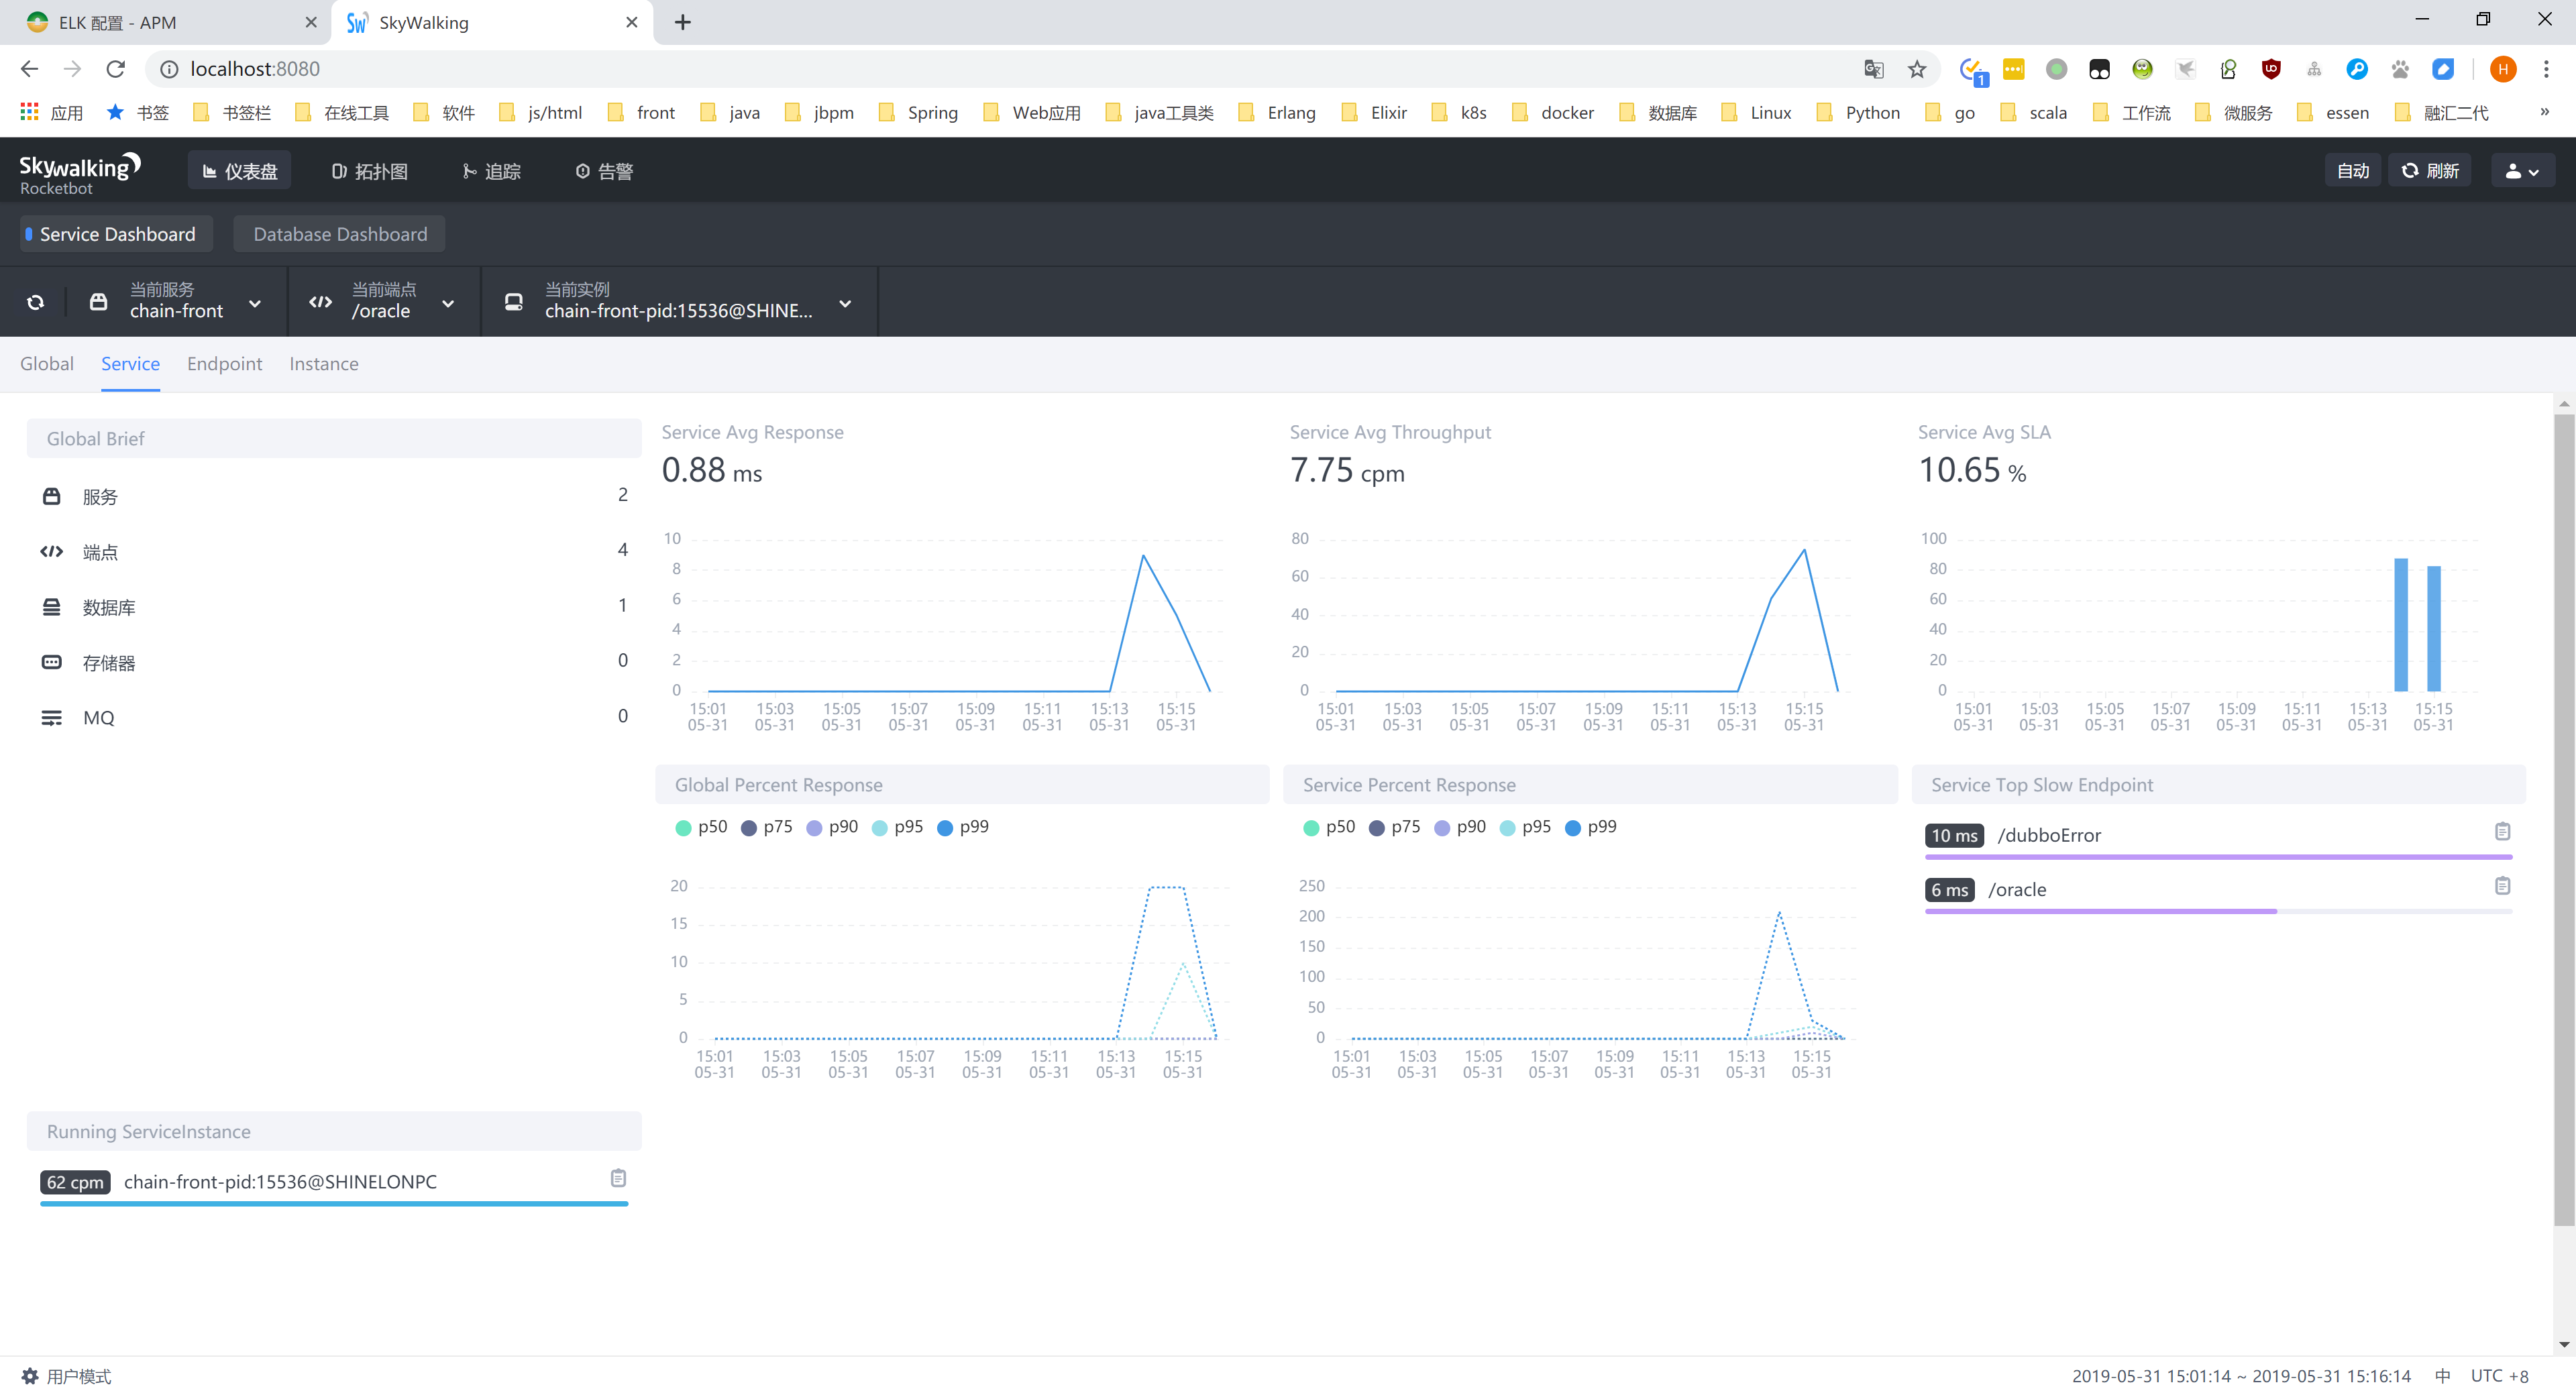 ELK 配置 - APM
SkyWalking
localhost:8080
1
H
应用 书签 书签栏 在线工具 软件 js/html front java jbpm Spring Web应用 java工具类 Erlang Elixir k8s docker 数据库 Linux Python go scala 工作流 微服务 essen 融汇二代 »
Skywalking
Rocketbot
仪表盘 拓扑图 追踪 告警
自动 刷新
Service Dashboard Database Dashboard
当前服务
chain-front
当前端点
/oracle
当前实例
chain-front-pid:15536@SHINE...
Global Service Endpoint Instance
Global Brief
服务 2
端点 4
数据库 1
存储器 0
MQ 0
Service Avg Response
0.88 ms
10
8
6
4
2
0
15:01 15:03 15:05 15:07 15:09 15:11 15:13 15:15
05-31 05-31 05-31 05-31 05-31 05-31 05-31 05-31
Service Avg Throughput
7.75 cpm
80
60
40
20
0
15:01 15:03 15:05 15:07 15:09 15:11 15:13 15:15
05-31 05-31 05-31 05-31 05-31 05-31 05-31 05-31
Service Avg SLA
10.65 %
100
80
60
40
20
0
15:01 15:03 15:05 15:07 15:09 15:11 15:13 15:15
05-31 05-31 05-31 05-31 05-31 05-31 05-31 05-31
Global Percent Response
p50 p75 p90 p95 p99
20
15
10
5
0
15:01 15:03 15:05 15:07 15:09 15:11 15:13 15:15
05-31 05-31 05-31 05-31 05-31 05-31 05-31 05-31
Service Percent Response
p50 p75 p90 p95 p99
250
200
150
100
50
0
15:01 15:03 15:05 15:07 15:09 15:11 15:13 15:15
05-31 05-31 05-31 05-31 05-31 05-31 05-31 05-31
Service Top Slow Endpoint
10 ms /dubboError
6 ms /oracle
Running ServiceInstance
62 cpm chain-front-pid:15536@SHINELONPC
用户模式
2019-05-31 15:01:14 ~ 2019-05-31 15:16:14 中 UTC +8